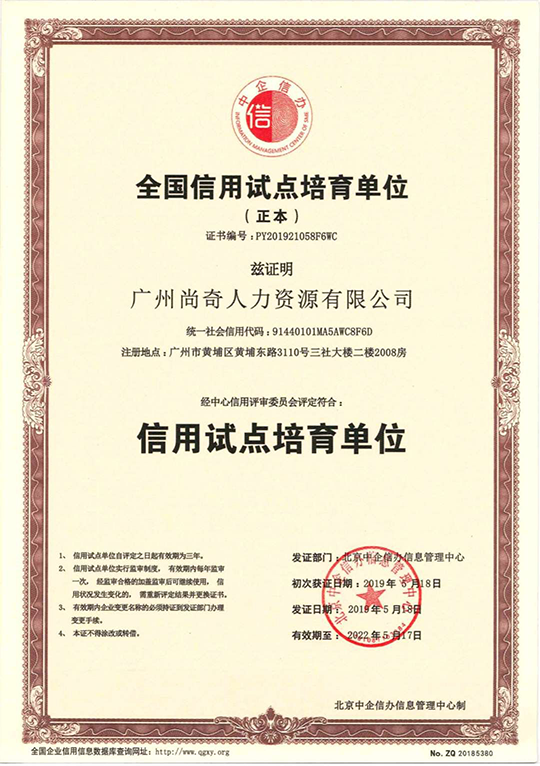 中企信办
INFORMATION MANAGEMENT CENTER OF SME
信
全国信用试点培育单位
（正本）
证书编号：PY201921058F6WC
兹证明
广州尚奇人力资源有限公司
统一社会信用代码：91440101MA5AWC8F6D
注册地点：广州市黄埔区黄埔东路3110号三社大楼二楼2008房
经中心信用评审委员会评定符合：
信用试点培育单位
1、信用试点单位自评定之日起有效期为三年。
2、信用试点单位实行监审制度，有效期内每年监审
一次，经监审合格的加盖监审后可继续使用，信
用状况发生变化的，需重新评定结果并更换证书。
3、有效期内企业变更名称的必须持证到发证部门办理
变更手续。
4、本证不得涂改或转借。
发证部门：北京中企信办信息管理中心
初次获证日期：2019年5月18日
发证日期：2019年5月18日
有效期至：2022年5月17日
北京中企信办信息管理中心
北京中企信办信息管理中心制
全国企业信用信息数据库查询网址：http://www.qgxy.org
No. ZQ 20185380